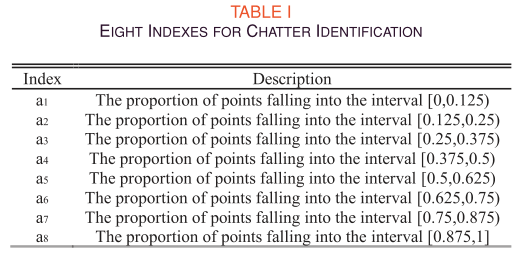 TABLE I
EIGHT INDEXES FOR CHATTER IDENTIFICATION
Index Description
a1 The proportion of points falling into the interval [0,0.125)
a2 The proportion of points falling into the interval [0.125,0.25)
a3 The proportion of points falling into the interval [0.25,0.375)
a4 The proportion of points falling into the interval [0.375,0.5)
a5 The proportion of points falling into the interval [0.5,0.625)
a6 The proportion of points falling into the interval [0.625,0.75)
a7 The proportion of points falling into the interval [0.75,0.875)
a8 The proportion of points falling into the interval [0.875,1]